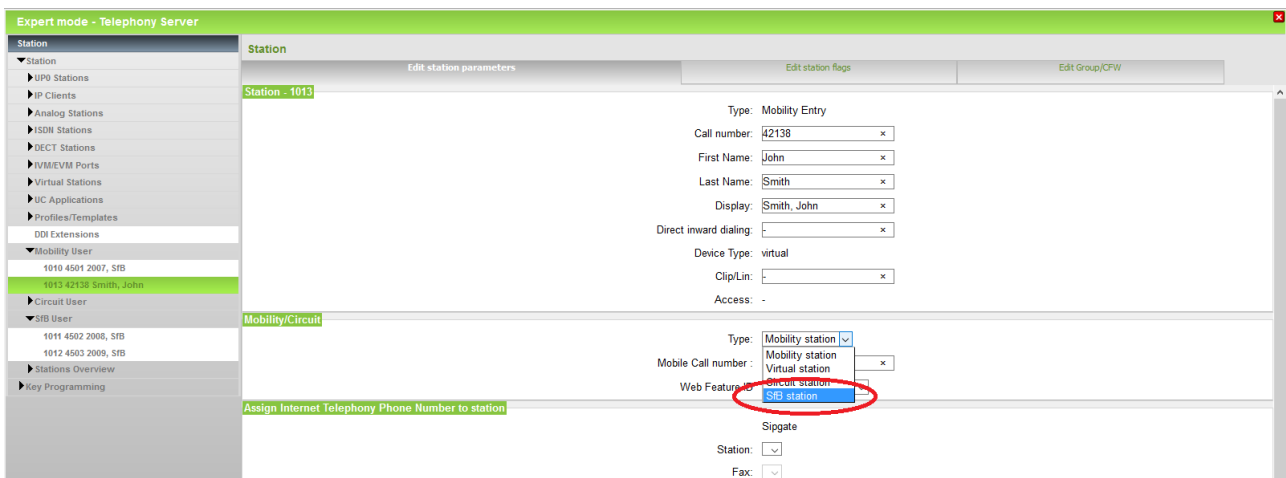 Expert mode - Telephony Server
Station
Station
UP0 Stations
IP Clients
Analog Stations
ISDN Stations
DECT Stations
IVM/EVM Ports
Virtual Stations
UC Applications
Profiles/Templates
DDI Extensions
Mobility User
1010 4501 2007, SfB
1013 42138 Smith, John
Circuit User
SfB User
1011 4502 2008, SfB
1012 4503 2009, SfB
Stations Overview
Key Programming
Station
Edit station parameters Edit station flags Edit Group/CFW
Station - 1013
Type: Mobility Entry
Call number: 42138 ×
First Name: John ×
Last Name: Smith ×
Display: Smith, John ×
Direct inward dialing: - ×
Device Type: virtual
Clip/Lin: - ×
Access: -
Mobility/Circuit
Type: Mobility station
Mobility station
Mobile Call number : ×
Virtual station
Web Feature ID
Circuit station
SfB station
Assign Internet Telephony Phone Number to station
Sipgate
Station:
Fax: